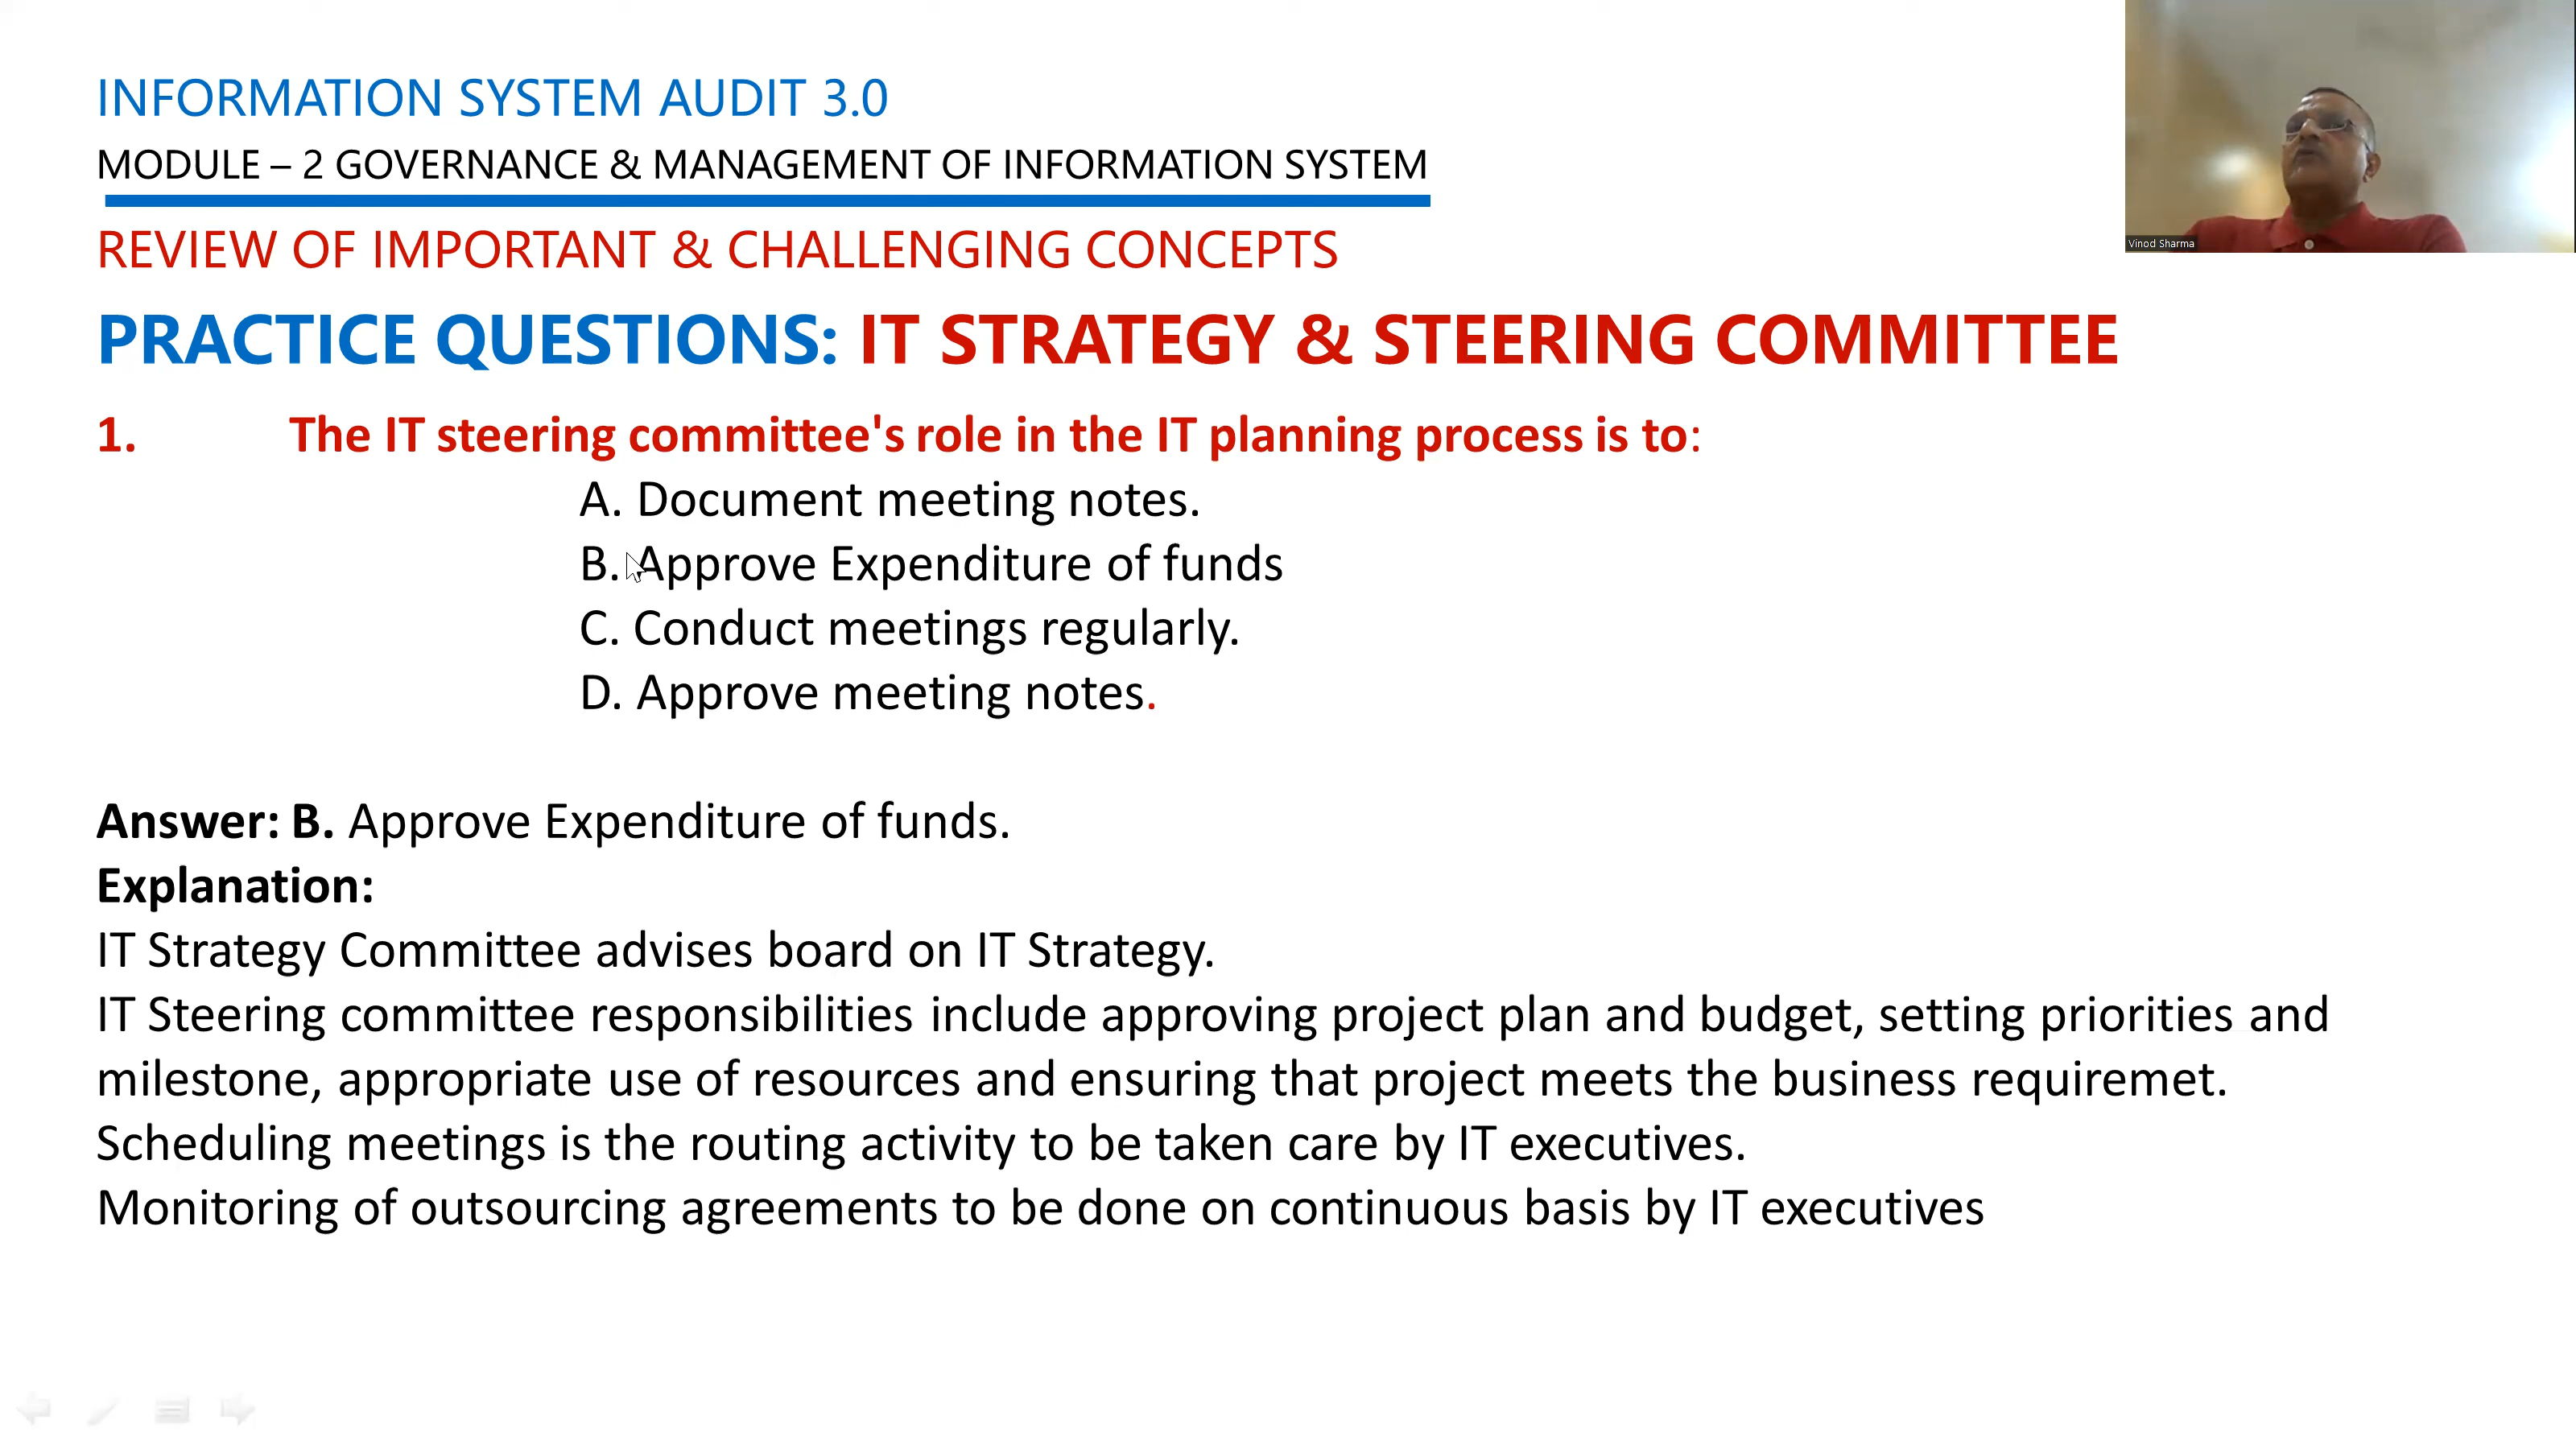 INFORMATION SYSTEM AUDIT 3.0
MODULE – 2 GOVERNANCE & MANAGEMENT OF INFORMATION SYSTEM
REVIEW OF IMPORTANT & CHALLENGING CONCEPTS
PRACTICE QUESTIONS: IT STRATEGY & STEERING COMMITTEE
1. The IT steering committee's role in the IT planning process is to:
A. Document meeting notes.
B. Approve Expenditure of funds
C. Conduct meetings regularly.
D. Approve meeting notes.
Answer: B. Approve Expenditure of funds.
Explanation:
IT Strategy Committee advises board on IT Strategy.
IT Steering committee responsibilities include approving project plan and budget, setting priorities and
milestone, appropriate use of resources and ensuring that project meets the business requiremet.
Scheduling meetings is the routing activity to be taken care by IT executives.
Monitoring of outsourcing agreements to be done on continuous basis by IT executives
Vinod Sharma